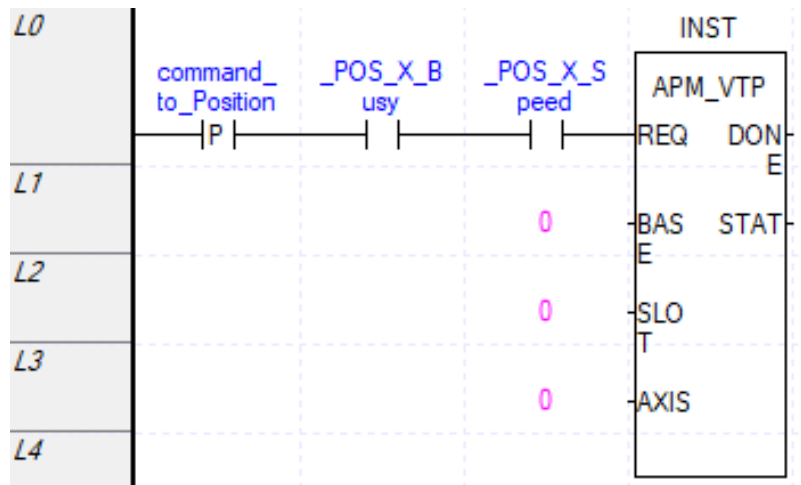 L0
INST
command_ _POS_X_B _POS_X_S APM_VTP
to_Position usy peed
P REQ DON
E
L1
0 BAS STAT
E
L2
0 SLO
T
L3
0 AXIS
L4